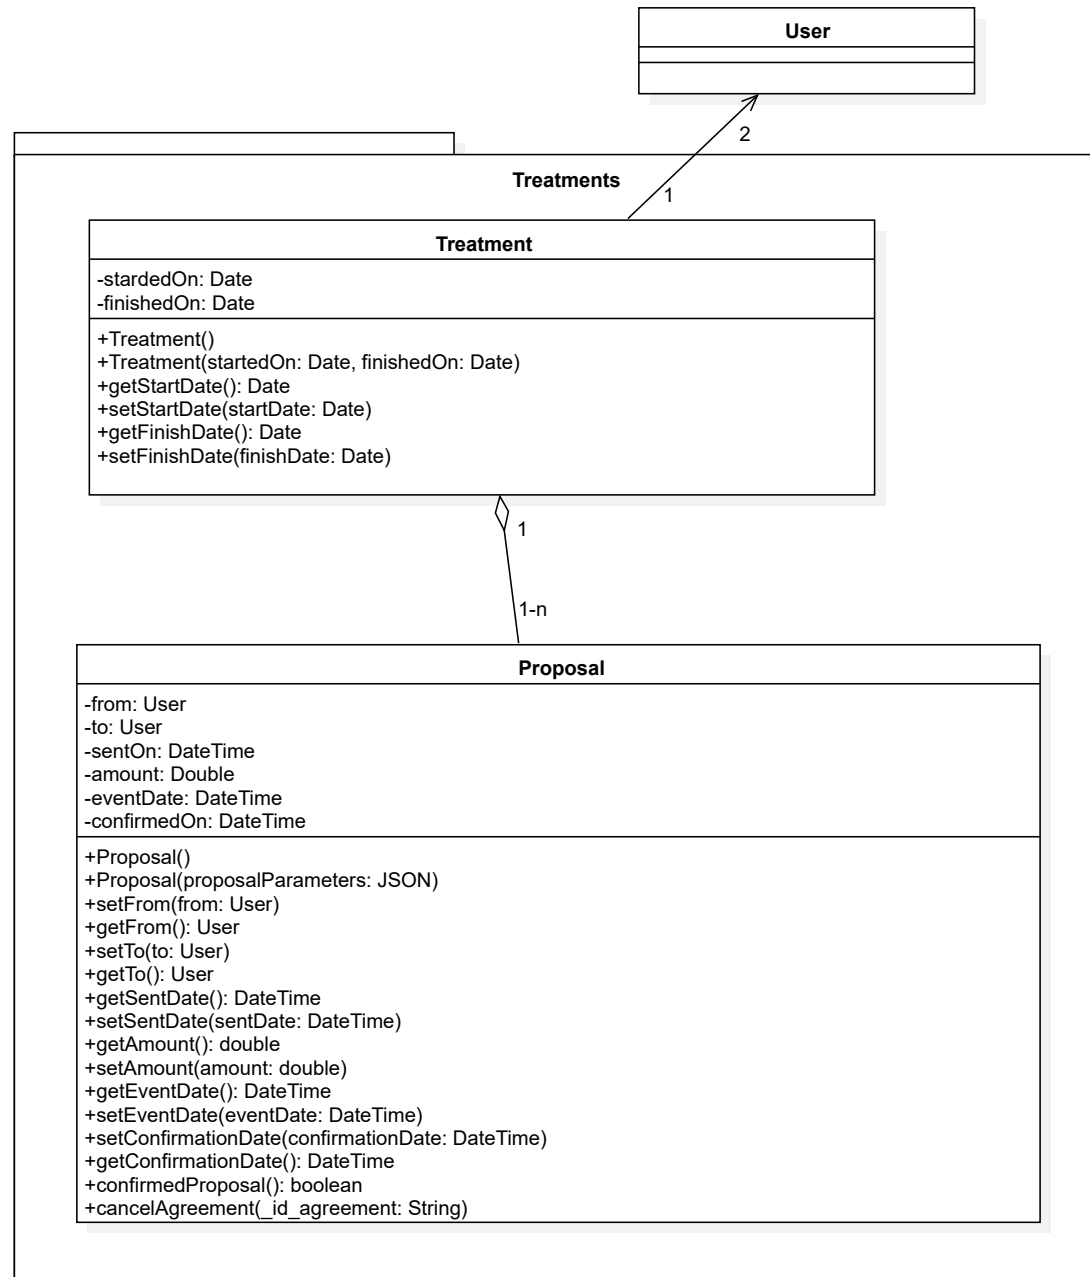 User
2
Treatments
1
Treatment
-stardedOn: Date
-finishedOn: Date
+Treatment()
+Treatment(startedOn: Date, finishedOn: Date)
+getStartDate(): Date
+setStartDate(startDate: Date)
+getFinishDate(): Date
+setFinishDate(finishDate: Date)
1
1-n
Proposal
-from: User
-to: User
-sentOn: DateTime
-amount: Double
-eventDate: DateTime
-confirmedOn: DateTime
+Proposal()
+Proposal(proposalParameters: JSON)
+setFrom(from: User)
+getFrom(): User
+setTo(to: User)
+getTo(): User
+getSentDate(): DateTime
+setSentDate(sentDate: DateTime)
+getAmount(): double
+setAmount(amount: double)
+getEventDate(): DateTime
+setEventDate(eventDate: DateTime)
+setConfirmationDate(confirmationDate: DateTime)
+getConfirmationDate(): DateTime
+confirmedProposal(): boolean
+cancelAgreement(_id_agreement: String)